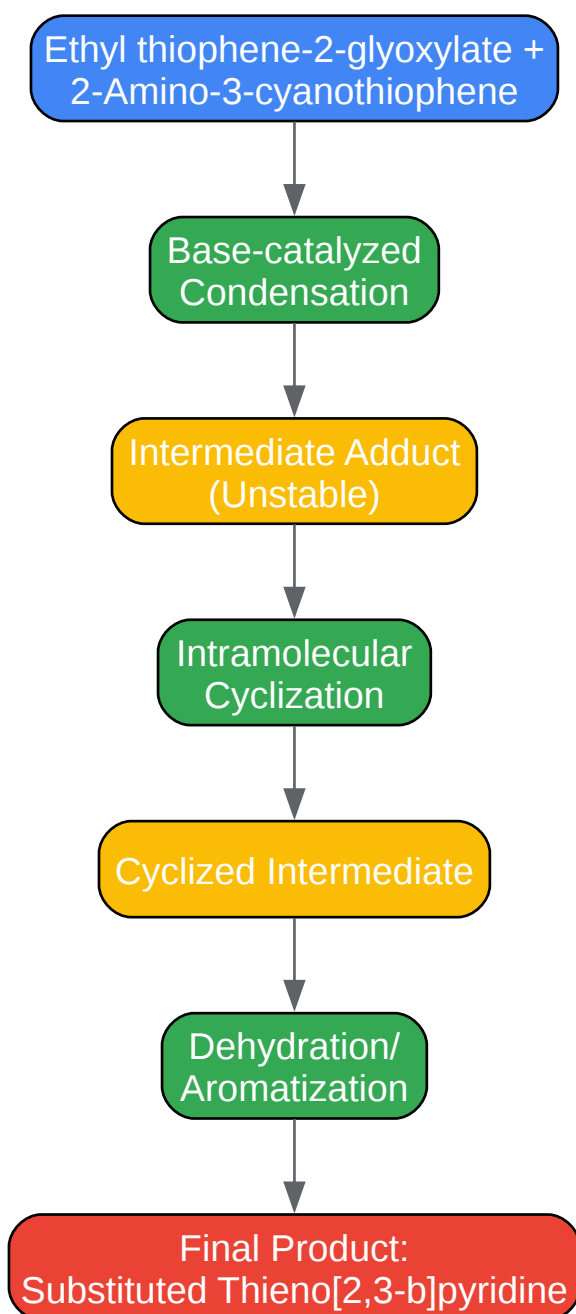 Ethyl thiophene-2-glyoxylate +
2-Amino-3-cyanothiophene
Base-catalyzed
Condensation
Intermediate Adduct
(Unstable)
Intramolecular
Cyclization
Cyclized Intermediate
Dehydration/
Aromatization
Final Product:
Substituted Thieno[2,3-b]pyridine